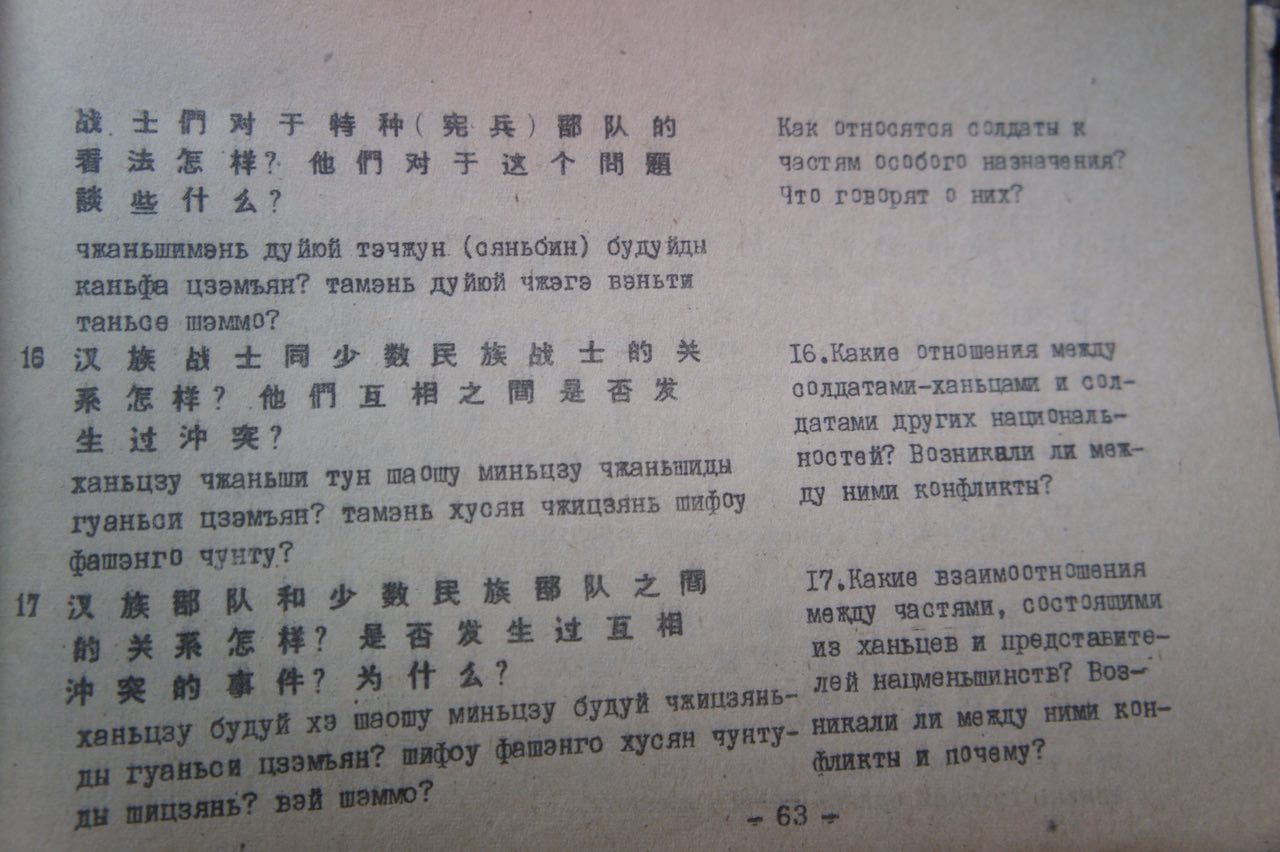 战士們对于特种(宪兵)部队的
看法怎样? 他們对于这个問題
談些什么?
Как относятся солдаты к
частям особого назначения?
Что говорят о них?
чжаньшимэнь дуйюй тэчжун (сяньбин) будуйды
каньфа цзэмъян? тамэнь дуйюй чжэгэ вэньти
таньсе шэммо?
16 汉族战士同少数民族战士的关
系怎样? 他們互相之間是否发
生过沖突?
16.Какие отношения между
солдатами-ханьцами и сол-
датами других националь-
ностей? Возникали ли меж-
ду ними конфликты?
ханьцзу чжаньши тун шаошу миньцзу чжаньшиды
гуаньси цзэмъян? тамэнь хусян чжицзянь шифоу
фашэнго чунту?
17 汉族部队和少数民族部队之間
的关系怎样? 是否发生过互相
沖突的事件? 为什么?
17.Какие взаимоотношения
между частями, состоящими
из ханьцев и представите-
лей нацменьшинств? Воз-
никали ли между ними кон-
фликты и почему?
ханьцзу будуй хэ шаошу миньцзу будуй чжицзянь-
ды гуаньси цзэмъян? шифоу фашэнго хусян чунту-
ды шицзянь? вэй шэммо?
- 63 -